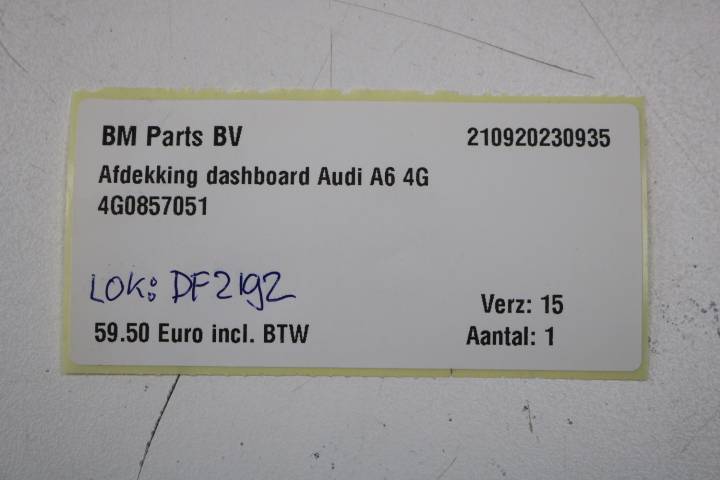 BM Parts BV 210920230935
Afdekking dashboard Audi A6 4G
4G0857051
LOK: DF2192
Verz: 15
59.50 Euro incl. BTW Aantal: 1